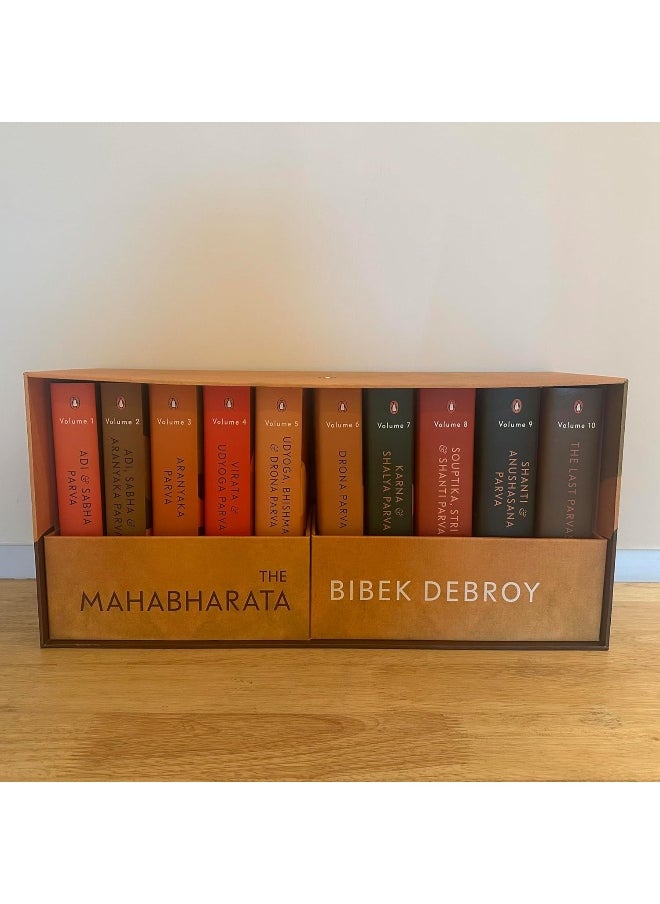 Volume 1
ADI & SABHA
PARVA
Volume 2
ADI, SABHA &
ARANYAKA PARVA
Volume 3
ARANYAKA
PARVA
Volume 4
VIRATA &
UDYOGA PARVA
Volume 5
UDYOGA, BHISHMA
& DRONA PARVA
Volume 6
DRONA PARVA
Volume 7
KARNA &
SHALYA PARVA
Volume 8
SOUPTIKA, STRI
& SHANTI PARVA
Volume 9
SHANTI &
ANUSHASANA
PARVA
Volume 10
THE LAST PARVA
THE
MAHABHARATA
BIBEK DEBROY